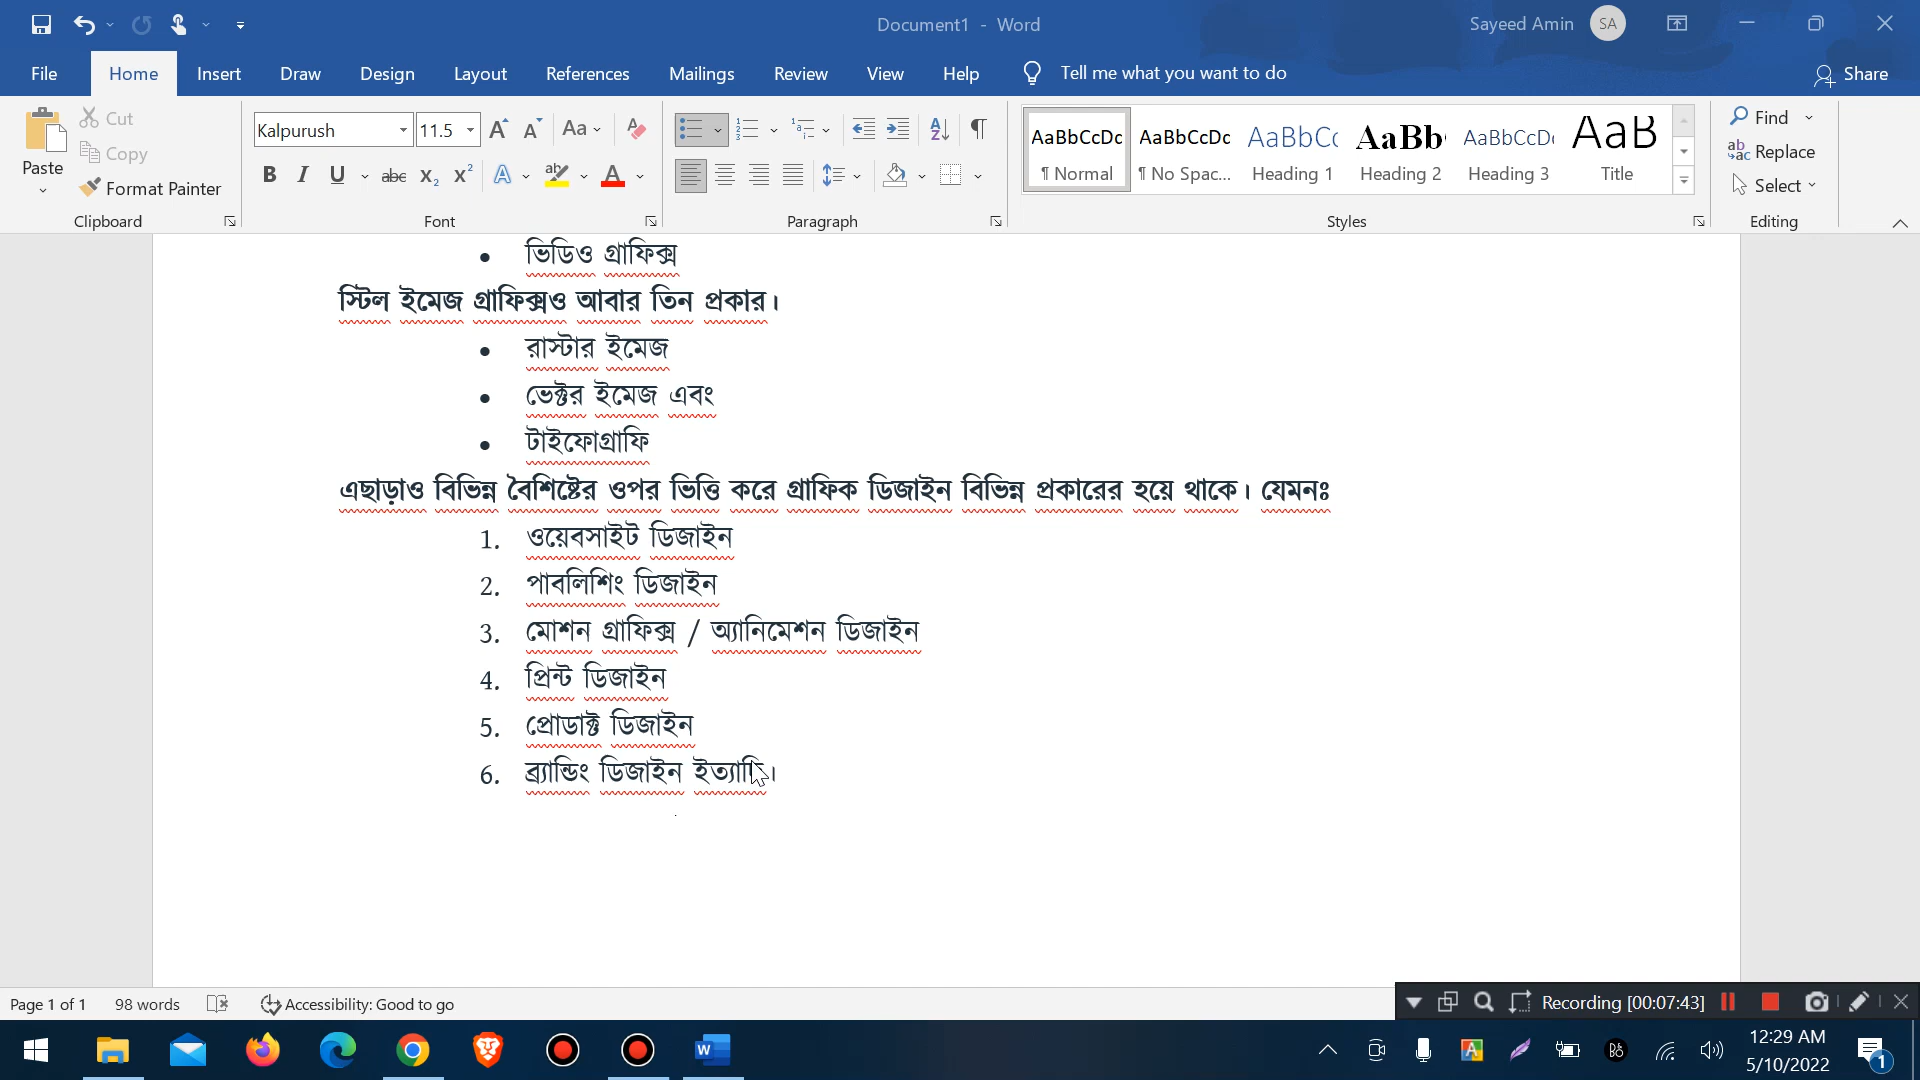 Document1 - Word
Sayeed Amin SA
File Home Insert Draw Design Layout References Mailings Review View Help Tell me what you want to do Share
Paste Cut Copy Format Painter Clipboard
Kalpurush 11.5 Font
Paragraph
AaBbCcDc ¶ Normal
AaBbCcDc ¶ No Spac...
AaBbCc Heading 1
AaBb Heading 2
AaBbCcD Heading 3
AaB Title
Styles
Find
Replace
Select
Editing
• ভিডিও গ্রাফিক্স
স্টিল ইমেজ গ্রাফিক্সও আবার তিন প্রকার।
• রাস্টার ইমেজ
• ভেক্টর ইমেজ এবং
• টাইফোগ্রাফি
এছাড়াও বিভিন্ন বৈশিষ্টের ওপর ভিত্তি করে গ্রাফিক ডিজাইন বিভিন্ন প্রকারের হয়ে থাকে। যেমনঃ
1. ওয়েবসাইট ডিজাইন
2. পাবলিশিং ডিজাইন
3. মোশন গ্রাফিক্স / অ্যানিমেশন ডিজাইন
4. প্রিন্ট ডিজাইন
5. প্রোডাক্ট ডিজাইন
6. ব্র্যান্ডিং ডিজাইন ইত্যাদি।
Page 1 of 1 98 words Accessibility: Good to go
Recording [00:07:43]
12:29 AM
5/10/2022
1